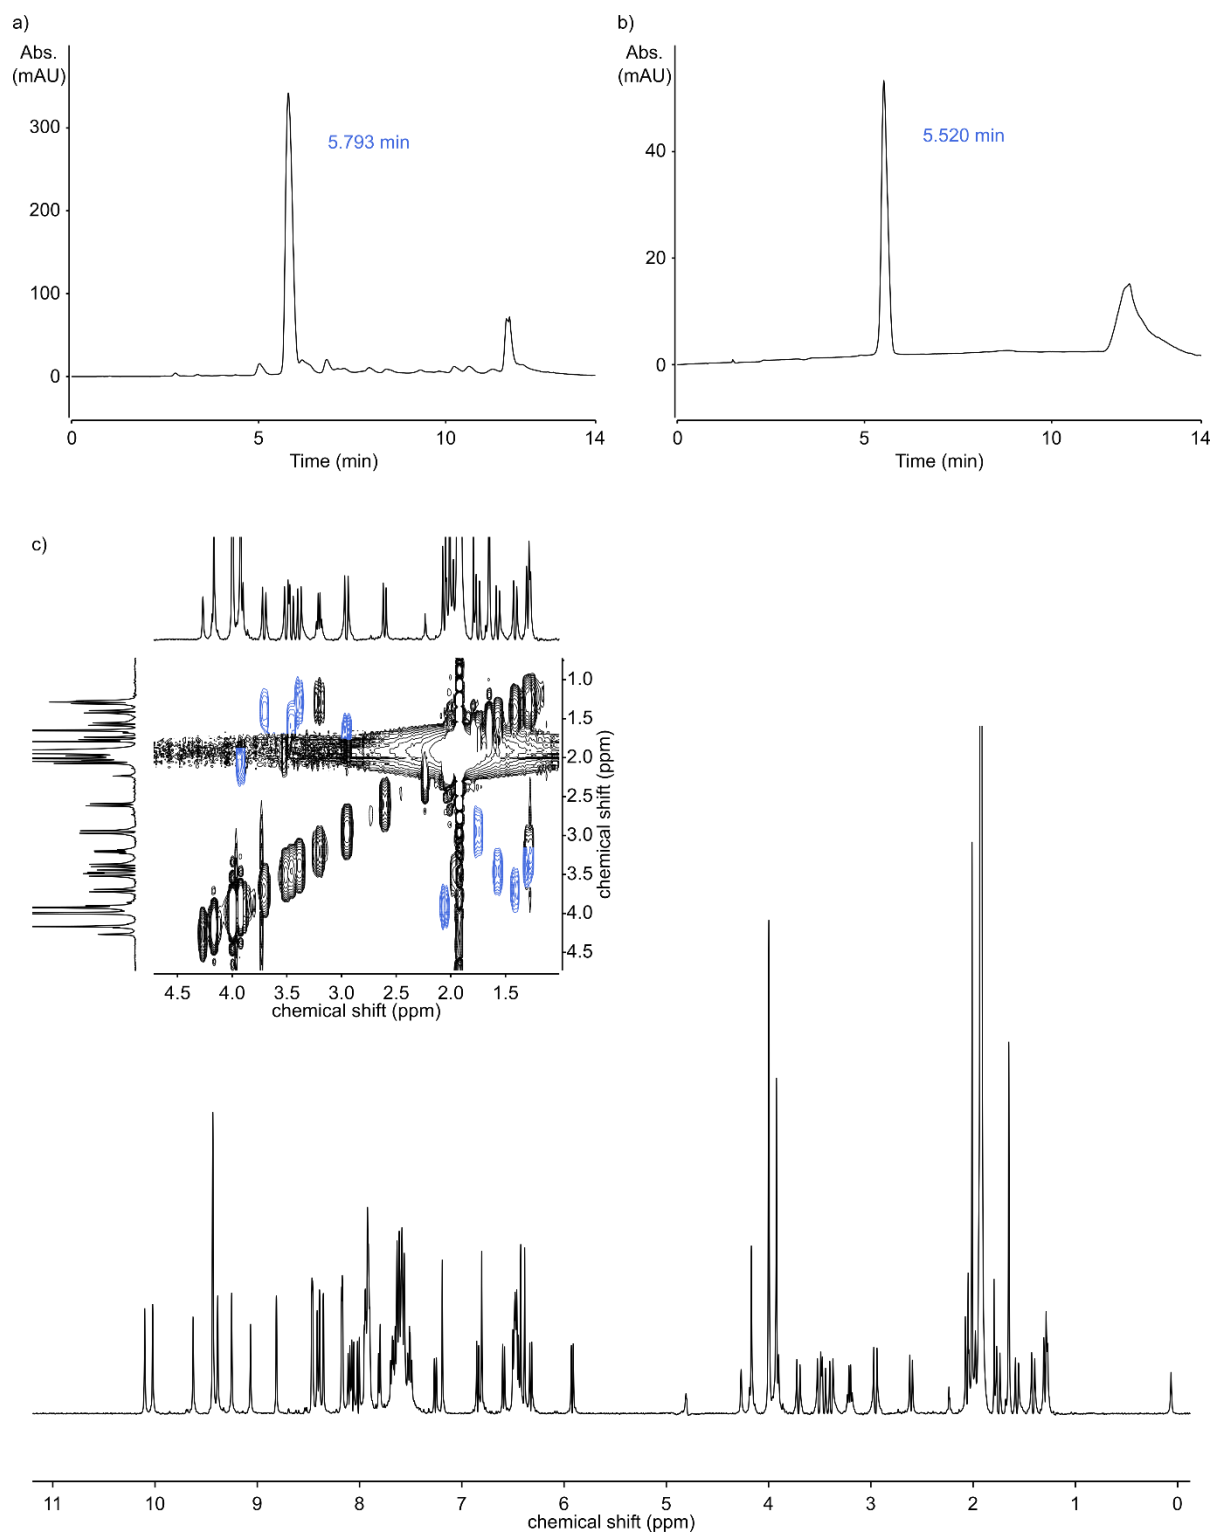 a)
Abs.
(mAU)
300
200
100
0
5.793 min
0 5 10 14
Time (min)
b)
Abs.
(mAU)
40
20
0
5.520 min
0 5 10 14
Time (min)
c)
1.0
1.5
2.0
2.5
3.0
3.5
4.0
4.5
chemical shift (ppm)
4.5 4.0 3.5 3.0 2.5 2.0 1.5
chemical shift (ppm)
11 10 9 8 7 6 5 4 3 2 1 0
chemical shift (ppm)